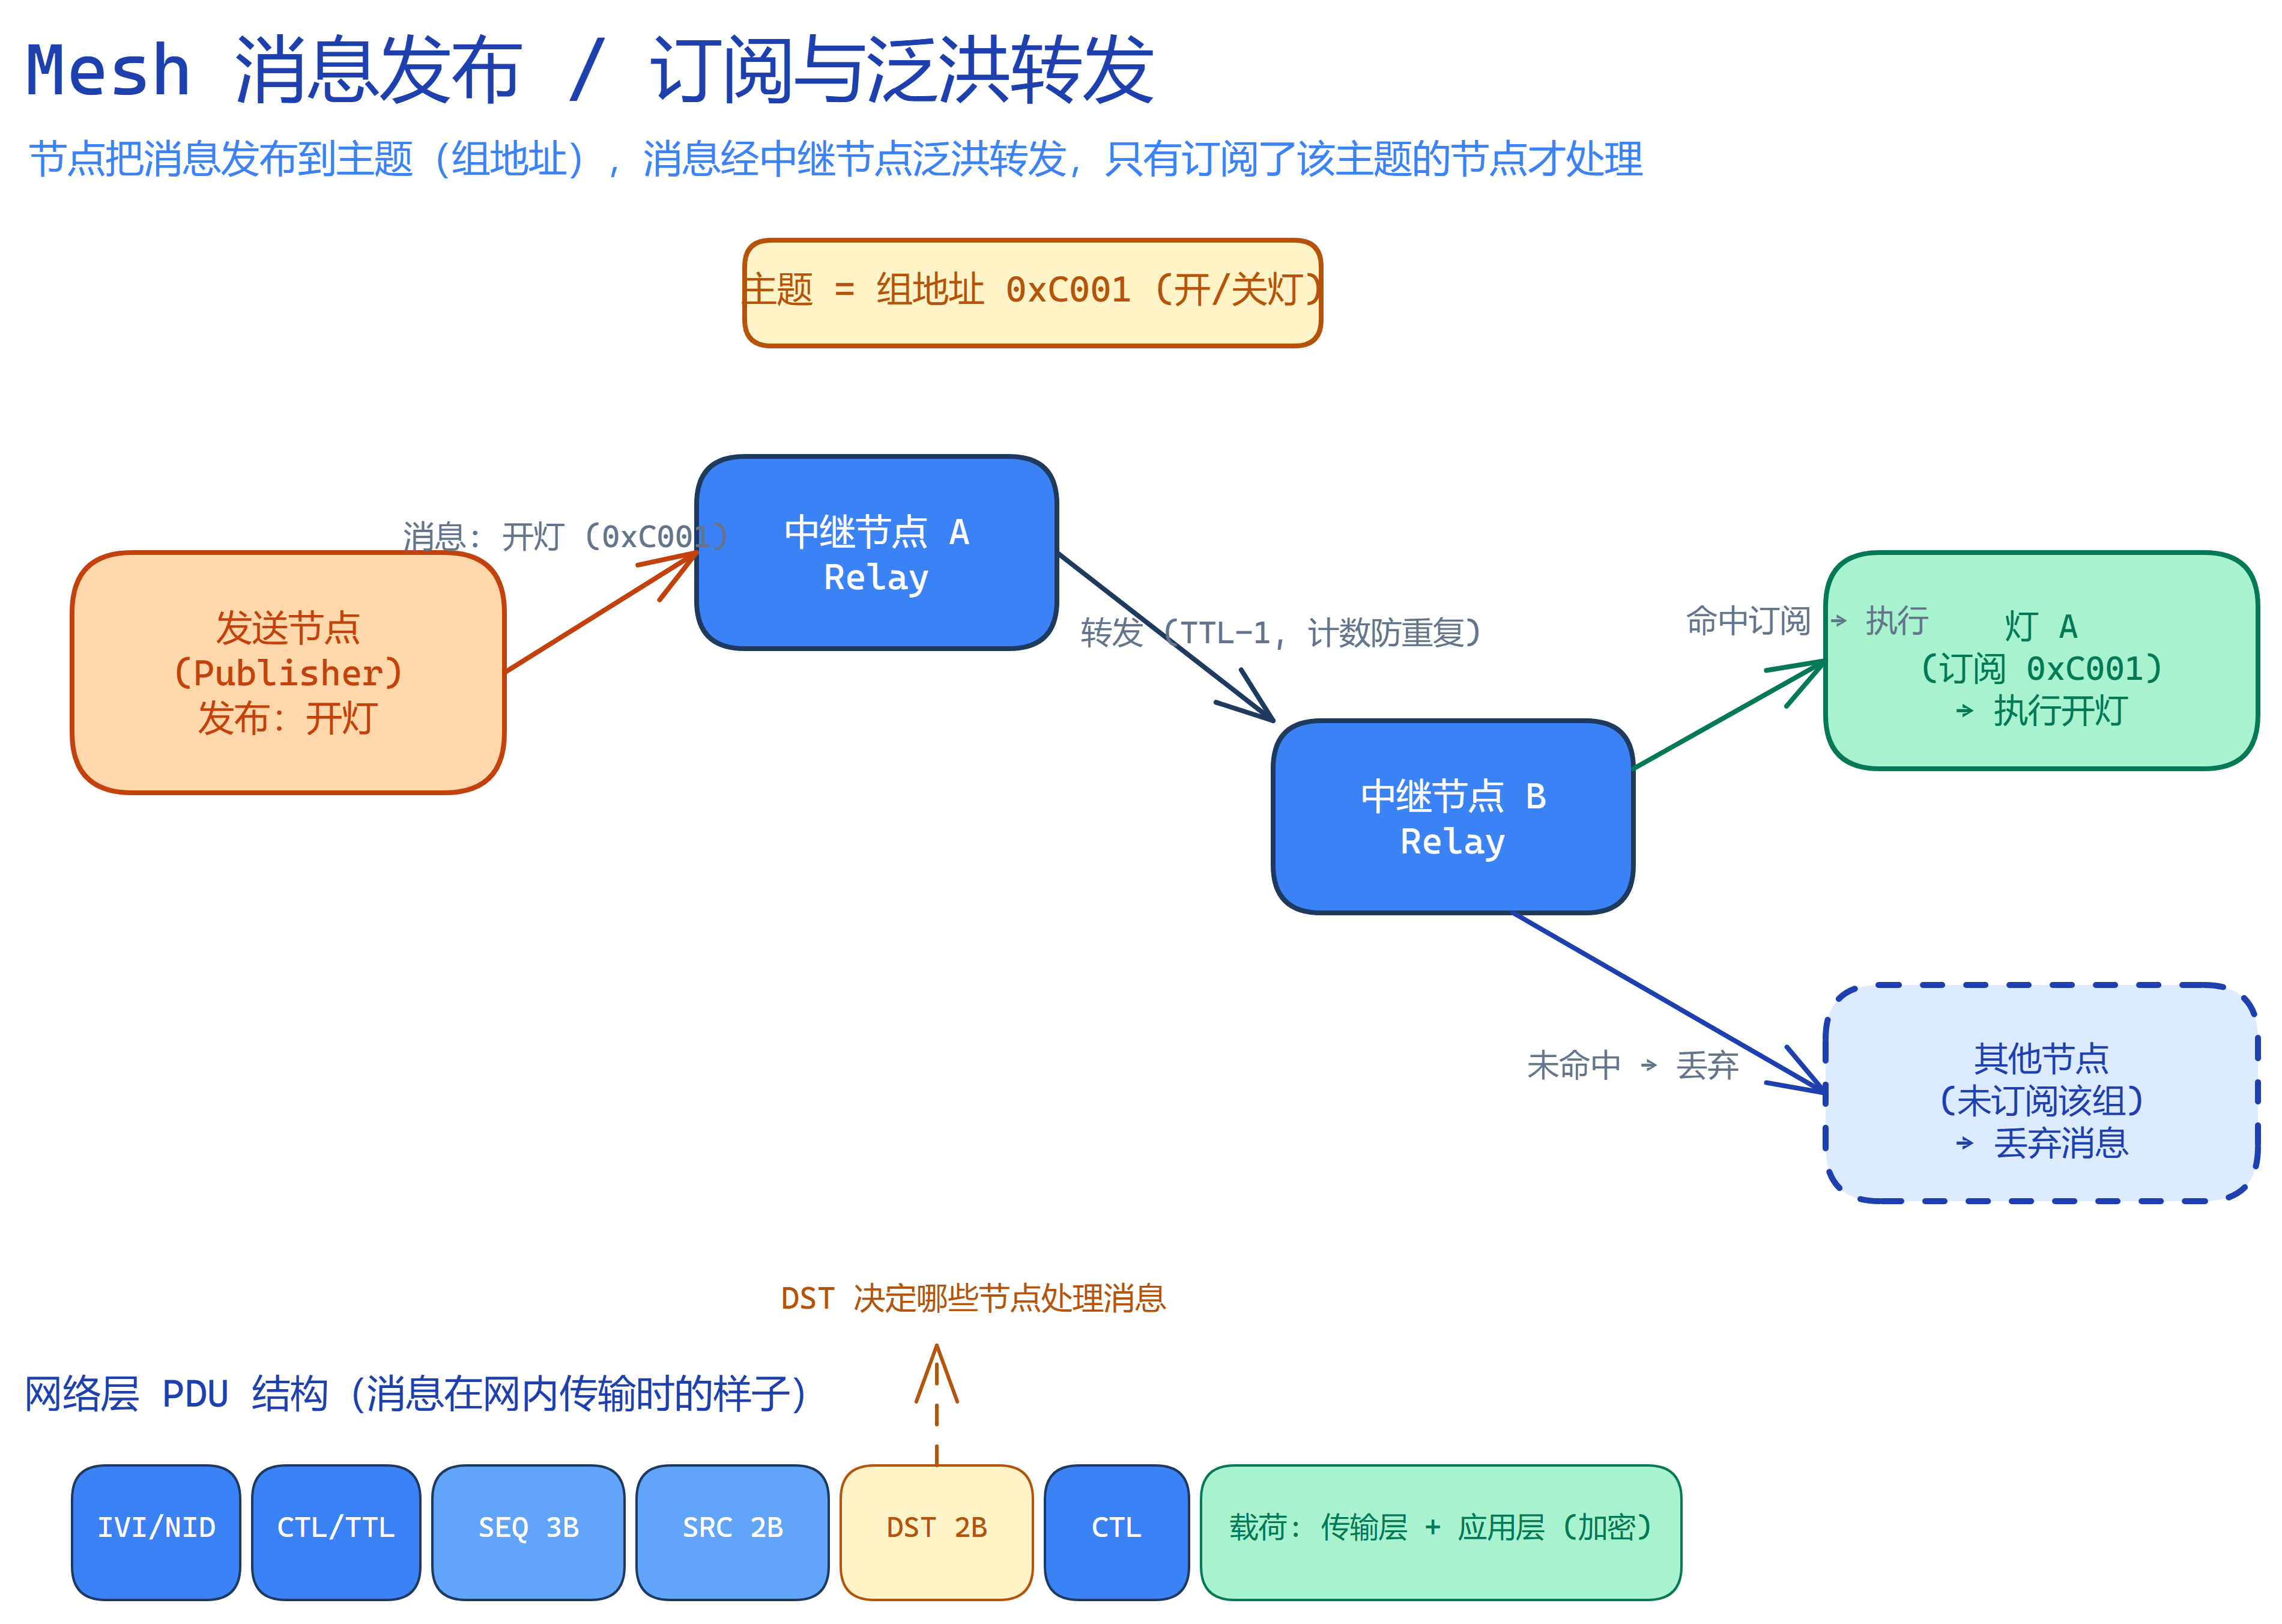 Mesh 消息发布 / 订阅与泛洪转发
节点把消息发布到主题（组地址），消息经中继节点泛洪转发，只有订阅了该主题的节点才处理
主题 = 组地址 0xC001 (开/关灯)
消息: 开灯 (0xC001)
中继节点 A
Relay
发送节点
(Publisher)
发布: 开灯
转发 (TTL-1, 计数防重复)
命中订阅 → 执行
灯 A
(订阅 0xC001)
→ 执行开灯
中继节点 B
Relay
未命中 → 丢弃
其他节点
(未订阅该组)
→ 丢弃消息
DST 决定哪些节点处理消息
网络层 PDU 结构（消息在网内传输时的样子）
IVI/NID
CTL/TTL
SEQ 3B
SRC 2B
DST 2B
CTL
载荷: 传输层 + 应用层 (加密)